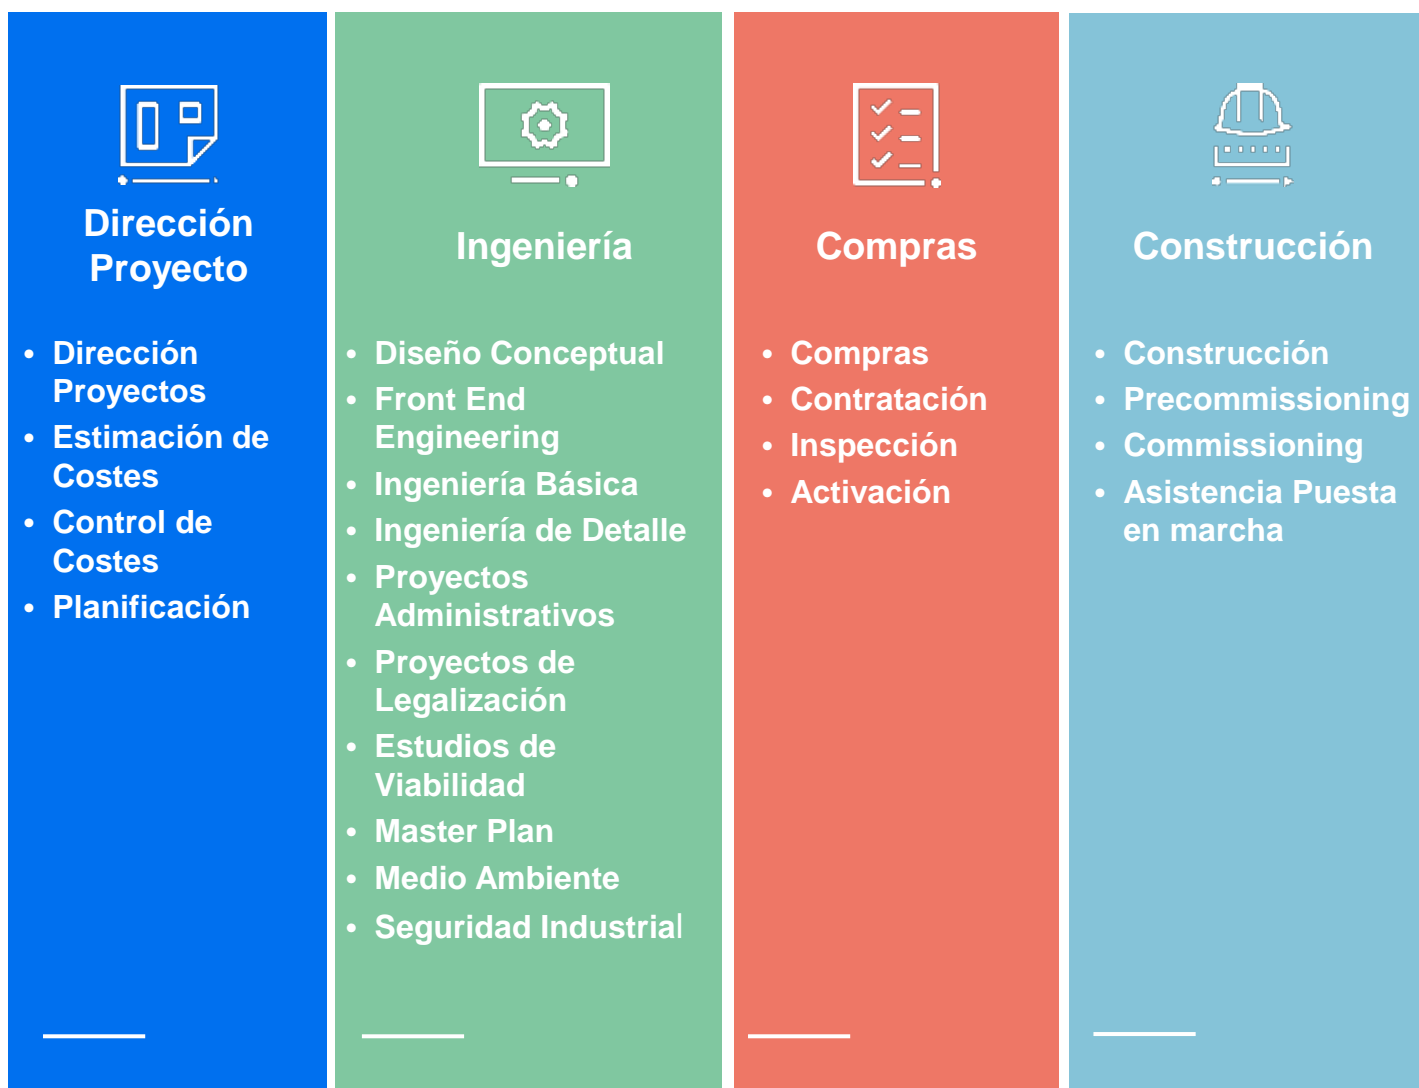 Dirección
Proyecto
• Dirección
Proyectos
• Estimación de
Costes
• Control de
Costes
• Planificación
Ingeniería
• Diseño Conceptual
• Front End
Engineering
• Ingeniería Básica
• Ingeniería de Detalle
• Proyectos
Administrativos
• Proyectos de
Legalización
• Estudios de
Viabilidad
• Master Plan
• Medio Ambiente
• Seguridad Industrial
Compras
• Compras
• Contratación
• Inspección
• Activación
Construcción
• Construcción
• Precommissioning
• Commissioning
• Asistencia Puesta
en marcha